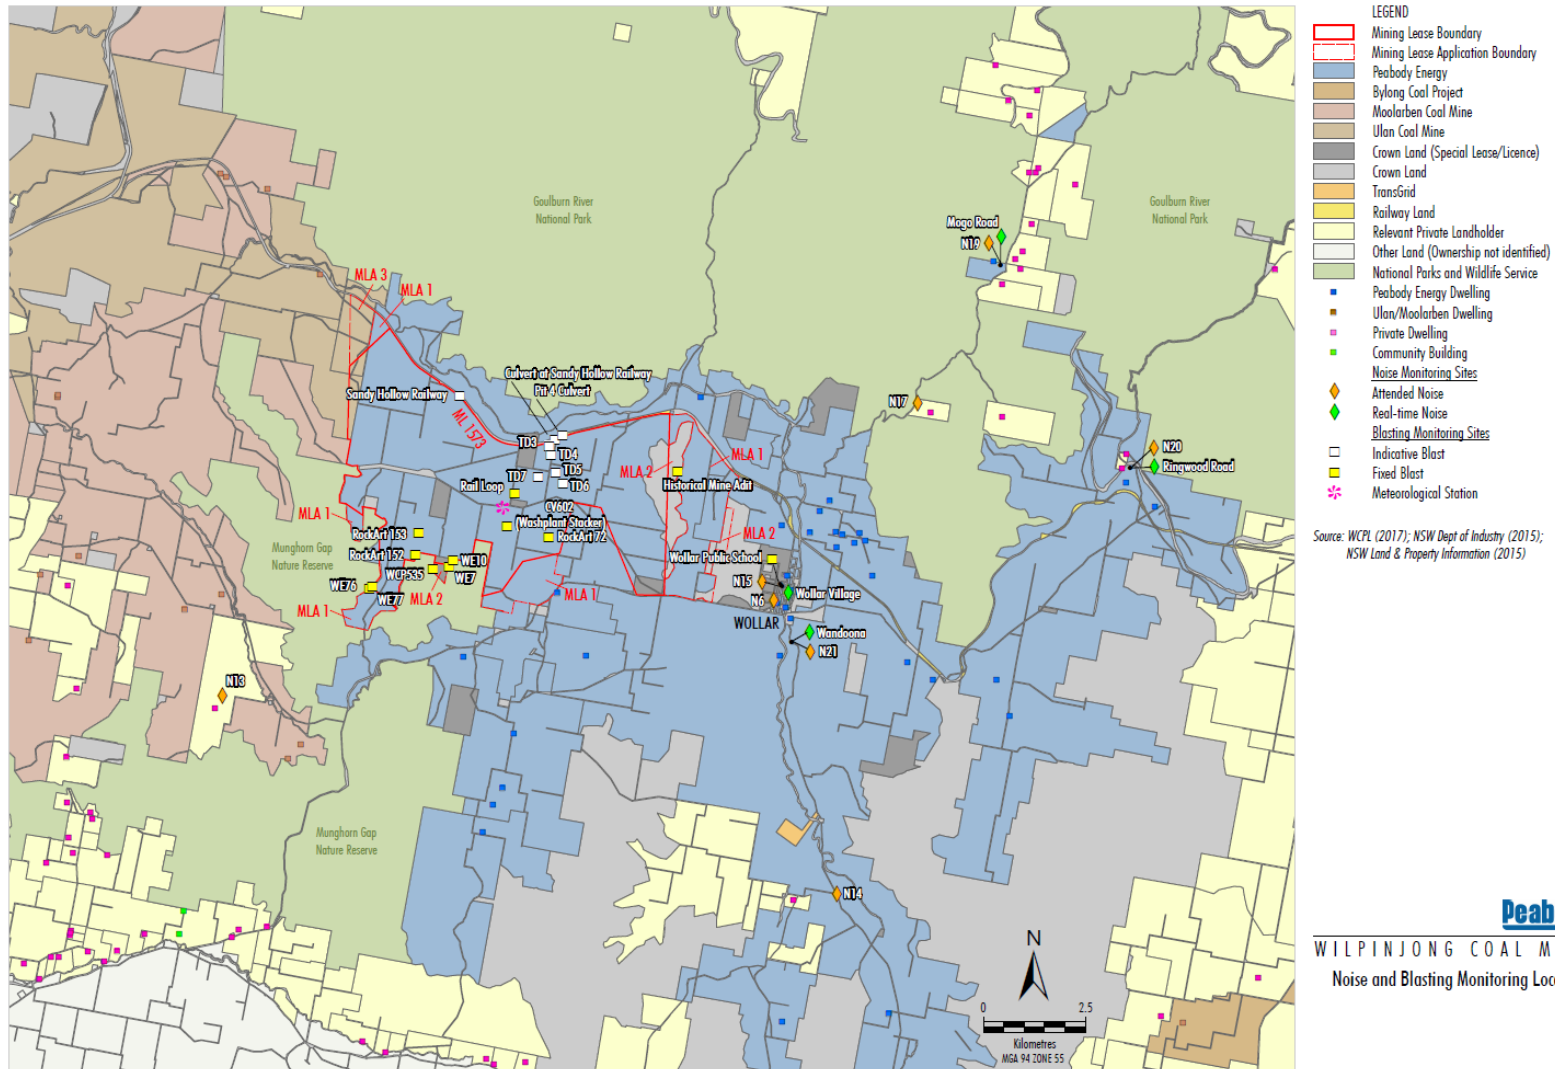 LEGEND
Mining Lease Boundary
Mining Lease Application Boundary
Peabody Energy
Bylong Coal Project
Moolarben Coal Mine
Ulan Coal Mine
Crown Land (Special Lease/Licence)
Crown Land
TransGrid
Railway Land
Relevant Private Landholder
Other Land (Ownership not identified)
National Parks and Wildlife Service
Peabody Energy Dwelling
Ulan/Moolarben Dwelling
Private Dwelling
Community Building
Noise Monitoring Sites
Attended Noise
Real-time Noise
Blasting Monitoring Sites
Indicative Blast
Fixed Blast
Meteorological Station
Source: WCPL (2017); NSW Dept of Industry (2015);
NSW Land & Property Information (2015)
Goulburn River
National Park
Goulburn River
National Park
Mogo Road
N19
MLA 3
MLA 1
Culvert at Sandy Hollow Railway
Pit 4 Culvert
Sandy Hollow Railway
ML 1573
N17
TD3
TD4
TD5
TD7
TD6
Rail Loop
MLA 2
MLA 1
Historical Mine Adit
N20
Ringwood Road
CV602
(Washplant Stacker)
RockArt 72
MLA 1
RockArt 153
RockArt 152
Munghorn Gap
Nature Reserve
WE10
WE7
WCP535
WE76
WE77
MLA 2
MLA 1
MLA 1
MLA 2
Wollar Public School
N15
N6
Wollar Village
WOLLAR
Wandoona
N21
N13
Munghorn Gap
Nature Reserve
N14
N
0
2.5
Kilometres
MGA 94 ZONE 55
Peab
WILPINJONG COAL M
Noise and Blasting Monitoring Loc